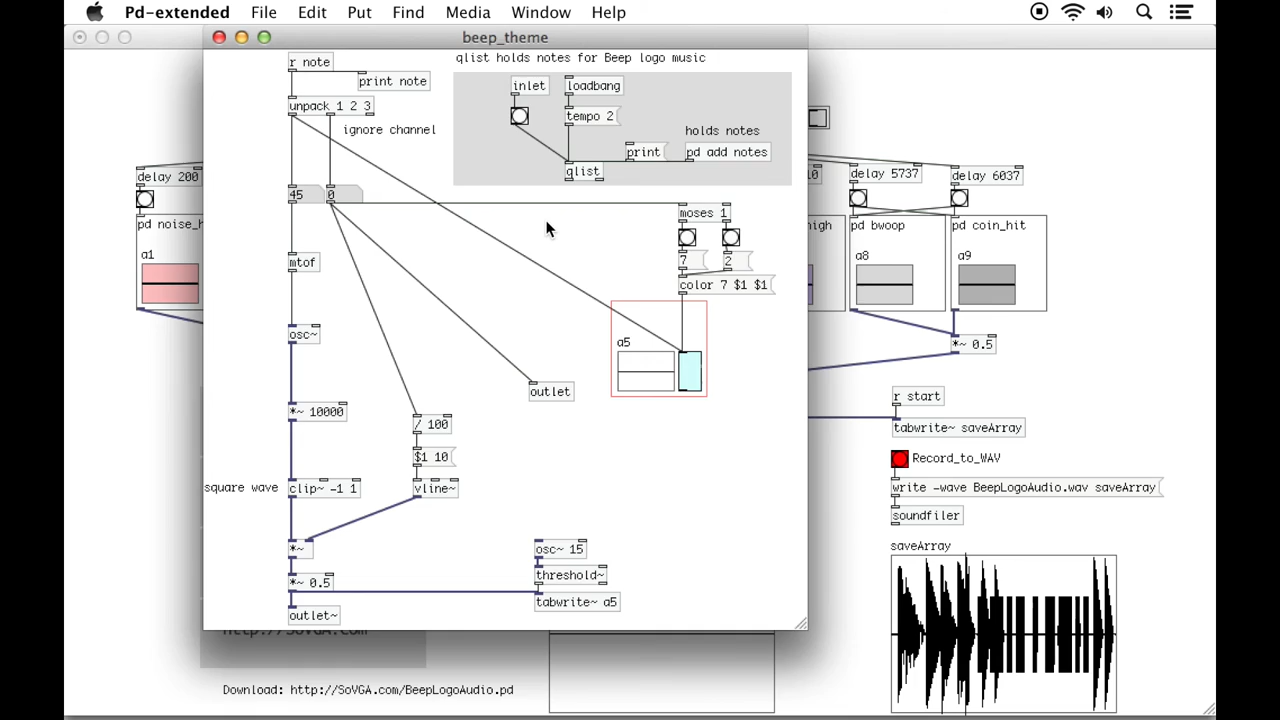 Pd-extended File Edit Put Find Media Window Help
beep_theme
r note
print note
unpack 1 2 3
ignore channel
45
0
mtof
osc~
*~ 10000
/ 100
$1 10
square wave
clip~ -1 1
vline~
*~
*~ 0.5
outlet~
qlist holds notes for Beep logo music
inlet
loadbang
tempo 2
holds notes
print
pd add notes
qlist
moses 1
7
2
color 7 $1 $1
a5
outlet
osc~ 15
threshold~
tabwrite~ a5
delay 200
pd noise_h
a1
delay 5737
delay 6037
pd bwoop
pd coin_hit
a8
a9
*~ 0.5
r start
tabwrite~ saveArray
Record_to_WAV
write -wave BeepLogoAudio.wav saveArray
soundfiler
saveArray
http://SoVGA.com
Download: http://SoVGA.com/BeepLogoAudio.pd